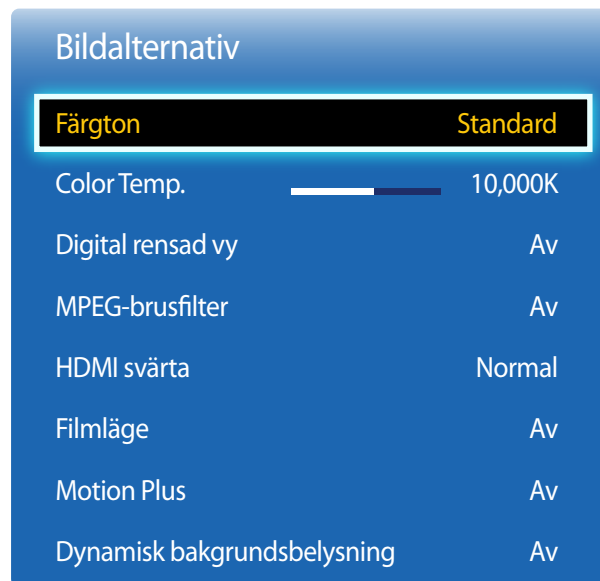 Bildalternativ
Färgton Standard
Color Temp. 10,000K
Digital rensad vy Av
MPEG-brusfilter Av
HDMI svärta Normal
Filmläge Av
Motion Plus Av
Dynamisk bakgrundsbelysning Av